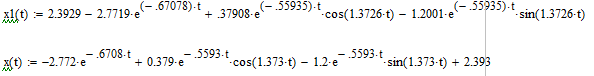 x1(t) := 2.3929 − 2.7719·e^(− .67078)·t + .37908·e^(− .55935)·t·cos(1.3726·t) − 1.2001·e^(− .55935)·t·sin(1.3726·t)
x(t) := −2.772·e^− .6708·t + 0.379·e^− .5593·t·cos(1.373·t) − 1.2·e^− .5593·t·sin(1.373·t) + 2.393